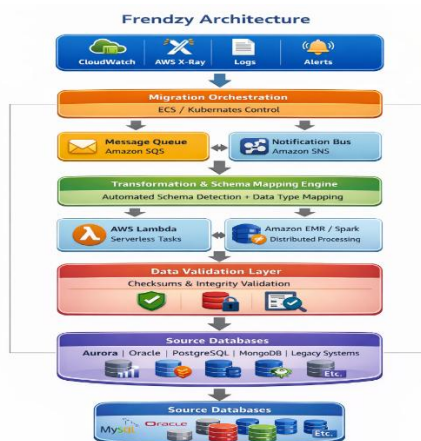 Frendzy Architecture
CloudWatch
AWS X-Ray
Logs
Alerts
Migration Orchestration
ECS / Kubernates Control
Message Queue
Amazon SQS
Notification Bus
Amazon SNS
Transformation & Schema Mapping Engine
Automated Schema Detection + Data Type Mapping
AWS Lambda
Serverless Tasks
Amazon EMR / Spark
Distributed Processing
Data Validation Layer
Checksums & Integrity Validation
Source Databases
Aurora | Oracle | PostgreSQL | MongoDB | Legacy Systems
Etc.
Source Databases
MySQL
Oracle
Etc.